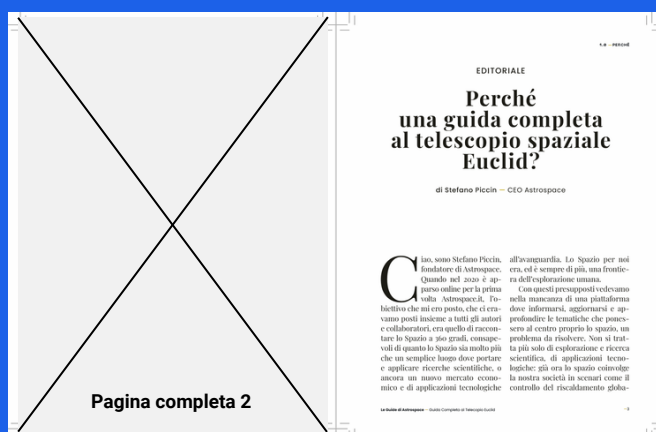 Pagina completa 2
1.0 — PERCHÉ
EDITORIALE
Perché
una guida completa
al telescopio spaziale
Euclid?
di Stefano Piccin — CEO Astrospace
Ciao, sono Stefano Piccin,
fondatore di Astrospace.
Quando nel 2020 è ap-
parso online per la prima
volta Astrospace.it, l'o-
biettivo che mi ero posto, che ci era-
vamo posti insieme a tutti gli autori
e collaboratori, era quello di raccon-
tare lo Spazio a 360 gradi, consape-
voli di quanto lo Spazio sia molto più
che un semplice luogo dove portare
e applicare ricerche scientifiche, o
ancora un nuovo mercato econo-
mico e di applicazioni tecnologiche
all'avanguardia. Lo Spazio per noi
era, ed è sempre di più, una frontie-
ra dell'esplorazione umana.
Con questi presupposti vedevamo
nella mancanza di una piattaforma
dove informarsi, aggiornarsi e ap-
profondire le tematiche che pones-
sero al centro proprio lo spazio, un
problema da risolvere. Non si trat-
ta più solo di esplorazione e ricerca
scientifica, di applicazioni tecno-
logiche: già ora lo spazio coinvolge
la nostra società in scenari come il
controllo del riscaldamento globa-
Le Guide di Astrospace — Guida Completa al Telescopio Euclid